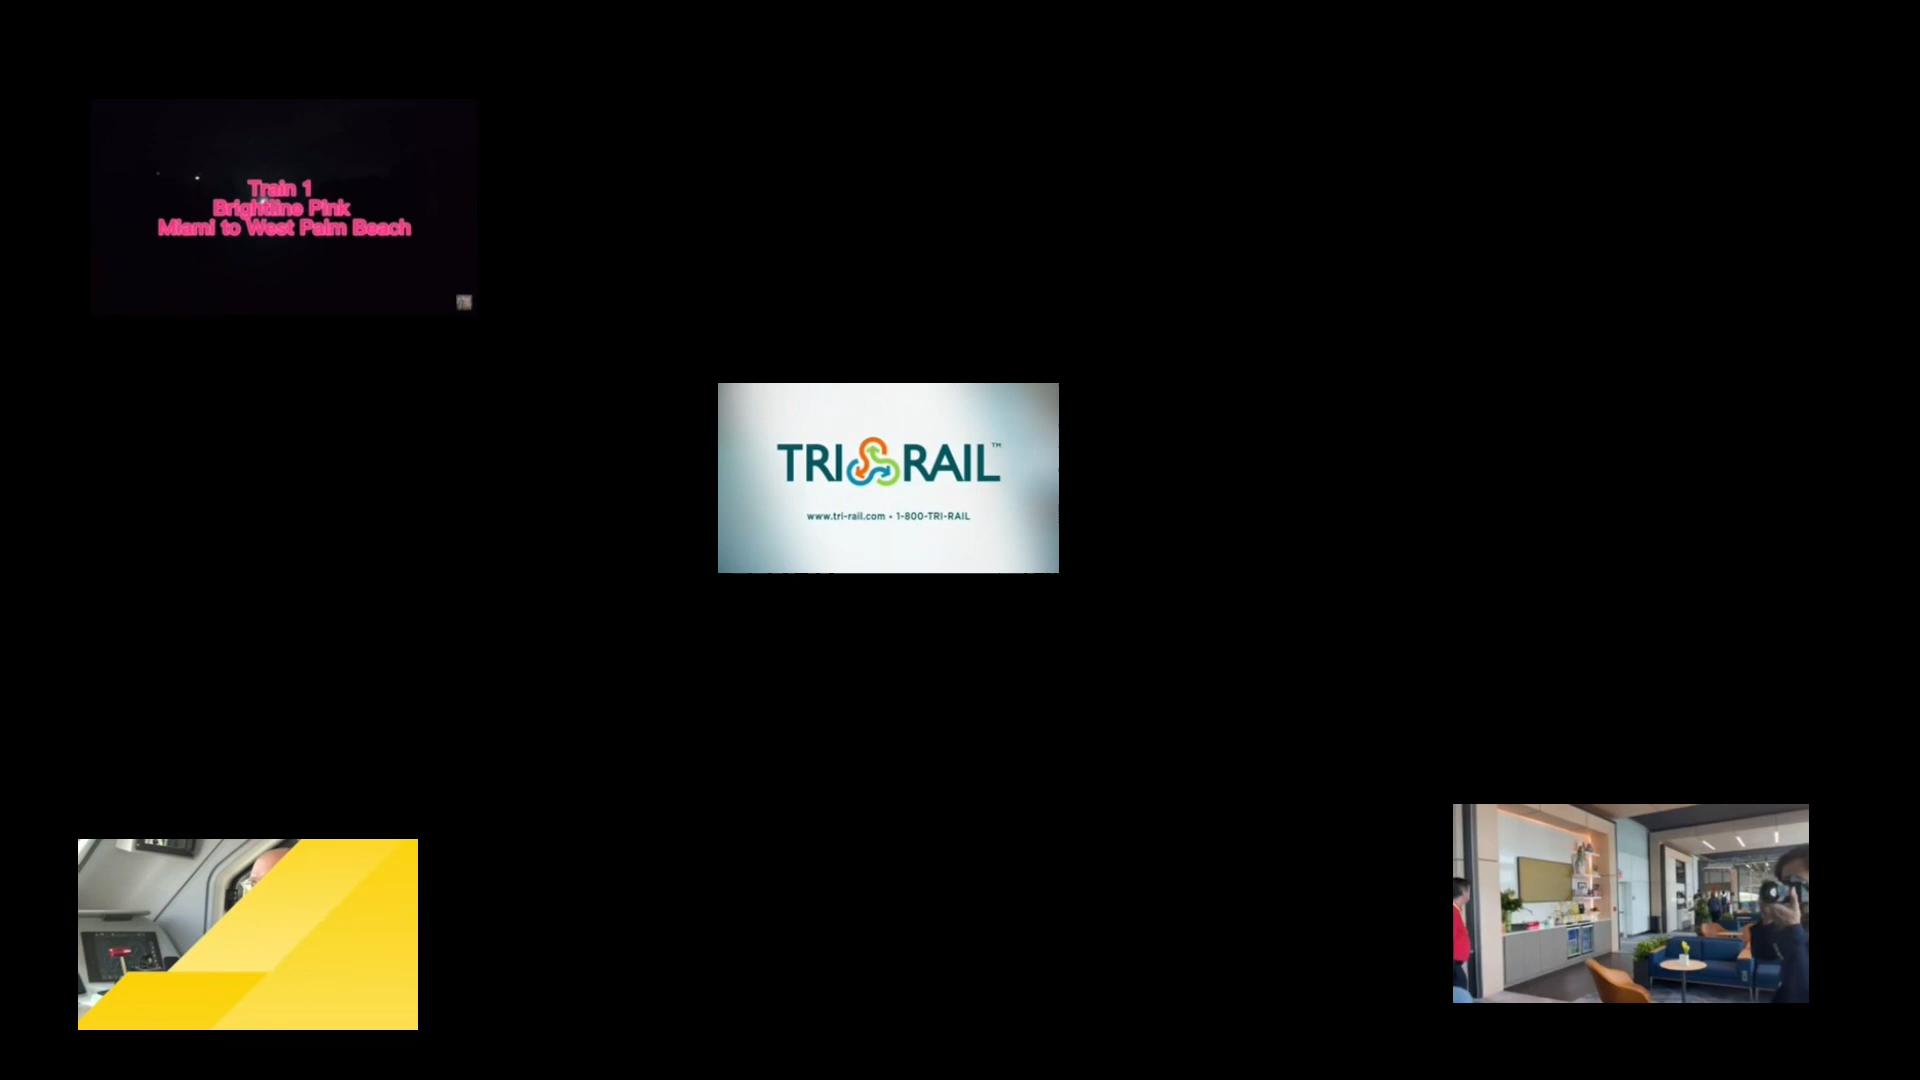 Train 1
Brightline Pink
Miami to West Palm Beach
TRI RAIL™
www.tri-rail.com • 1-800-TRI-RAIL